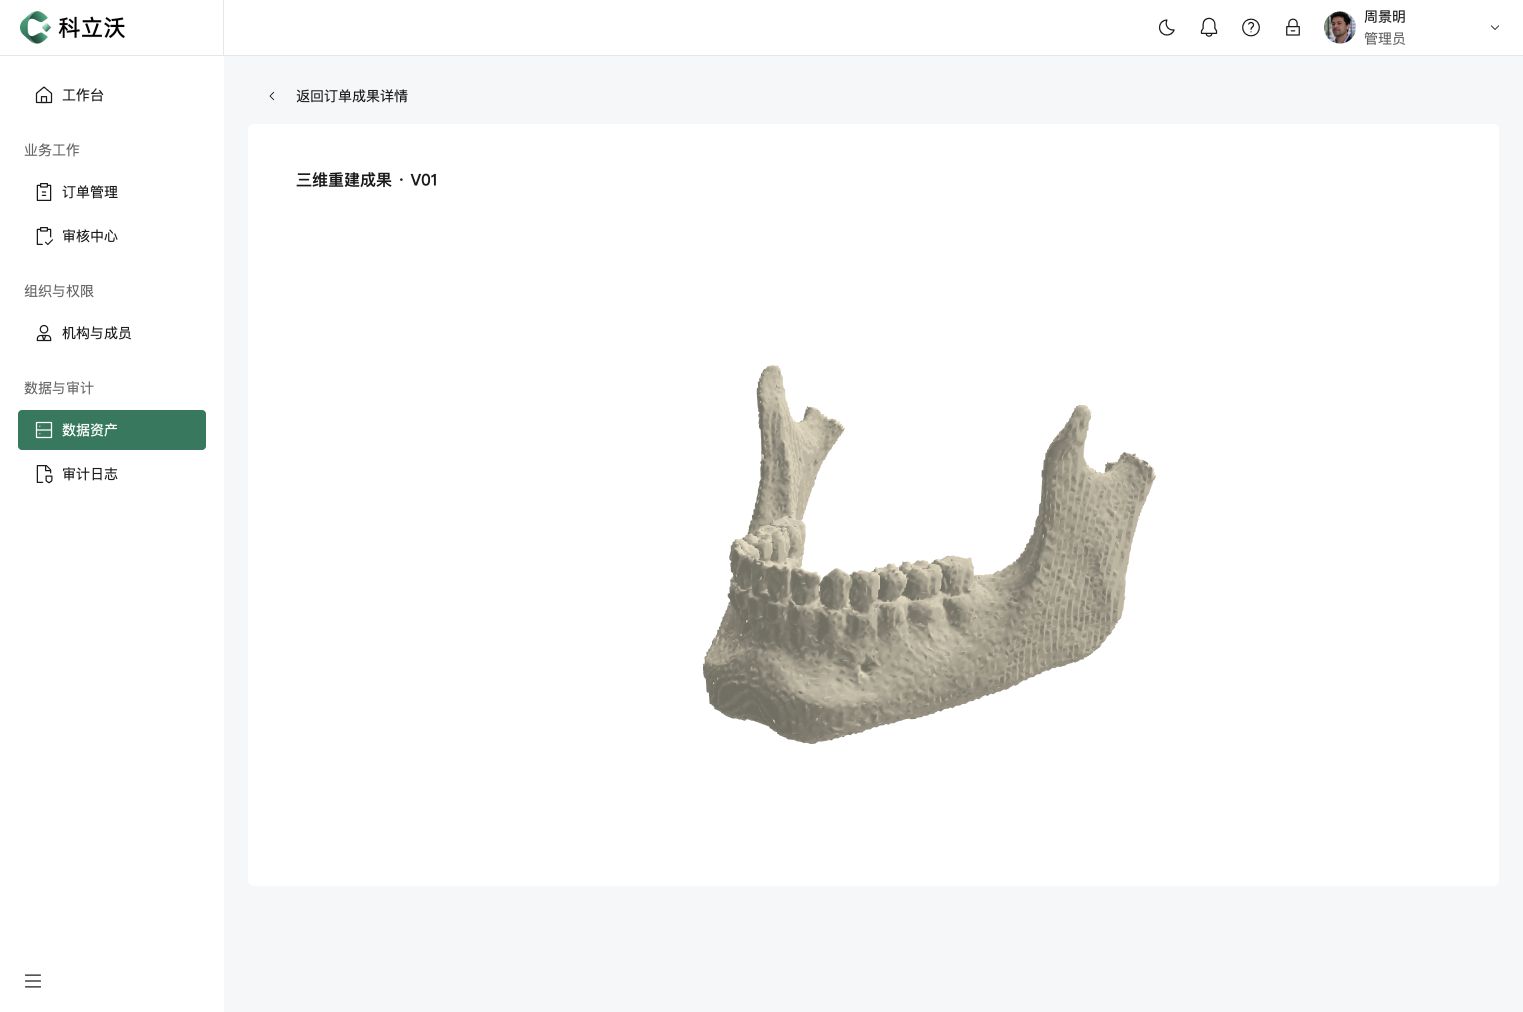 科立沃
周景明
管理员
工作台
业务工作
订单管理
审核中心
组织与权限
机构与成员
数据与审计
数据资产
审计日志
返回订单成果详情
三维重建成果 · V01